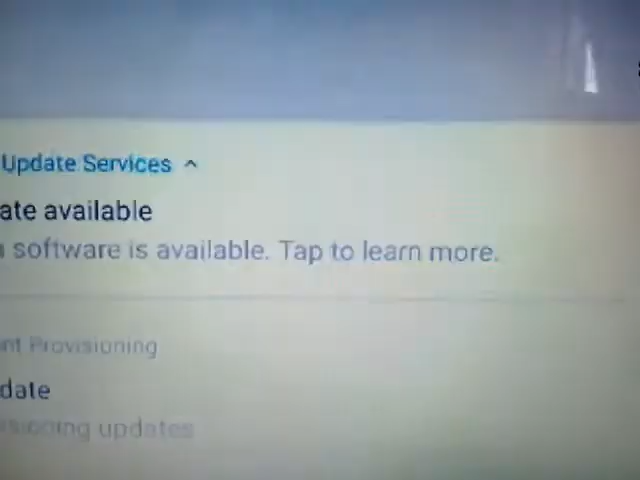 Update Services ^
ate available
software is available. Tap to learn more.
nt Provisioning
date
sioning updates